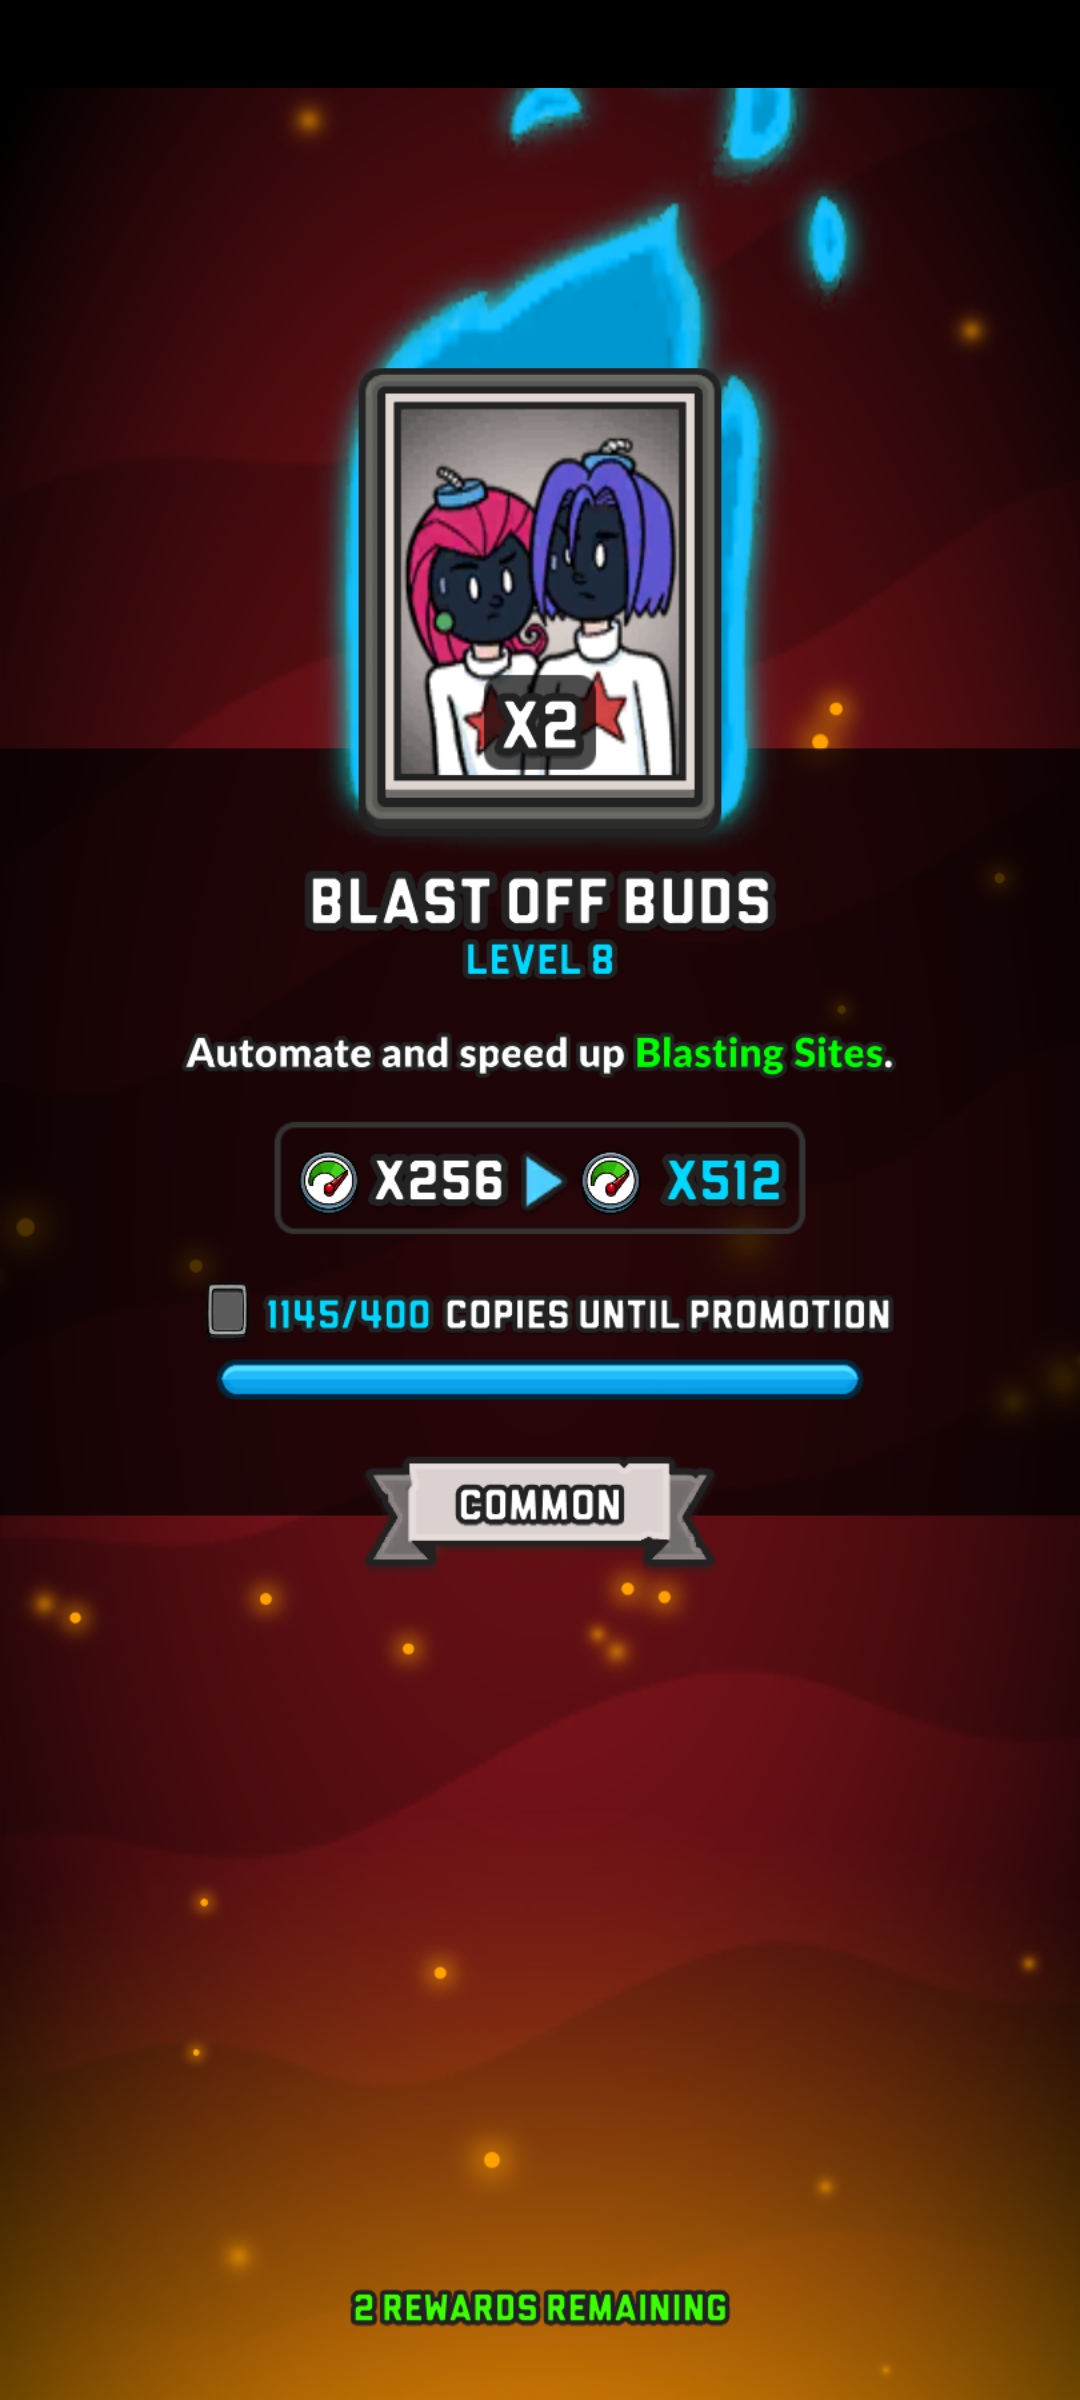 X2
BLAST OFF BUDS
LEVEL 8
Automate and speed up Blasting Sites.
X256 X512
1145/400 COPIES UNTIL PROMOTION
COMMON
2 REWARDS REMAINING